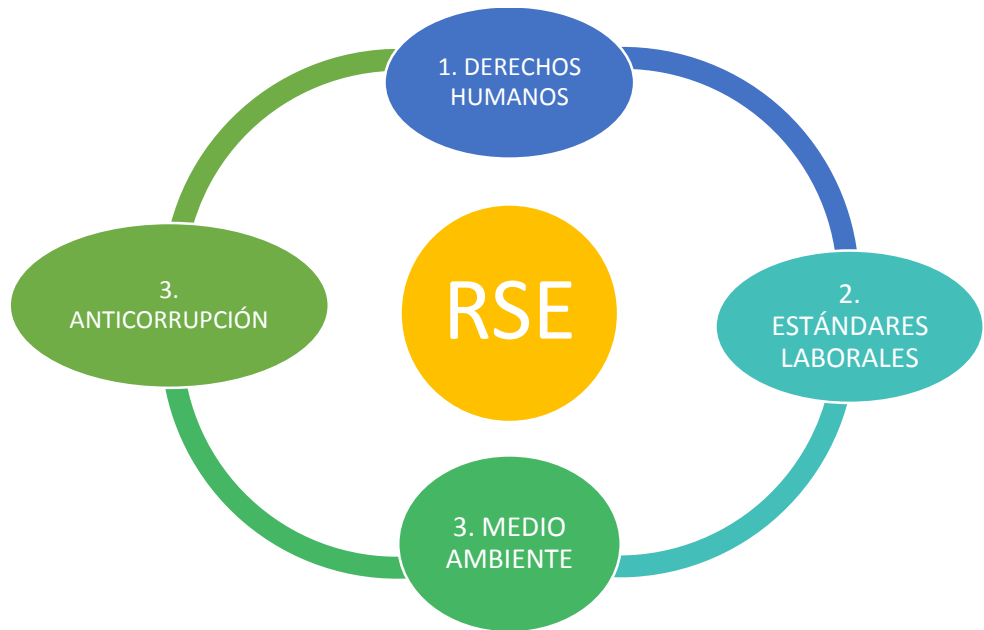 1. DERECHOS
HUMANOS
2.
ESTÁNDARES
LABORALES
3. MEDIO
AMBIENTE
3.
ANTICORRUPCIÓN
RSE